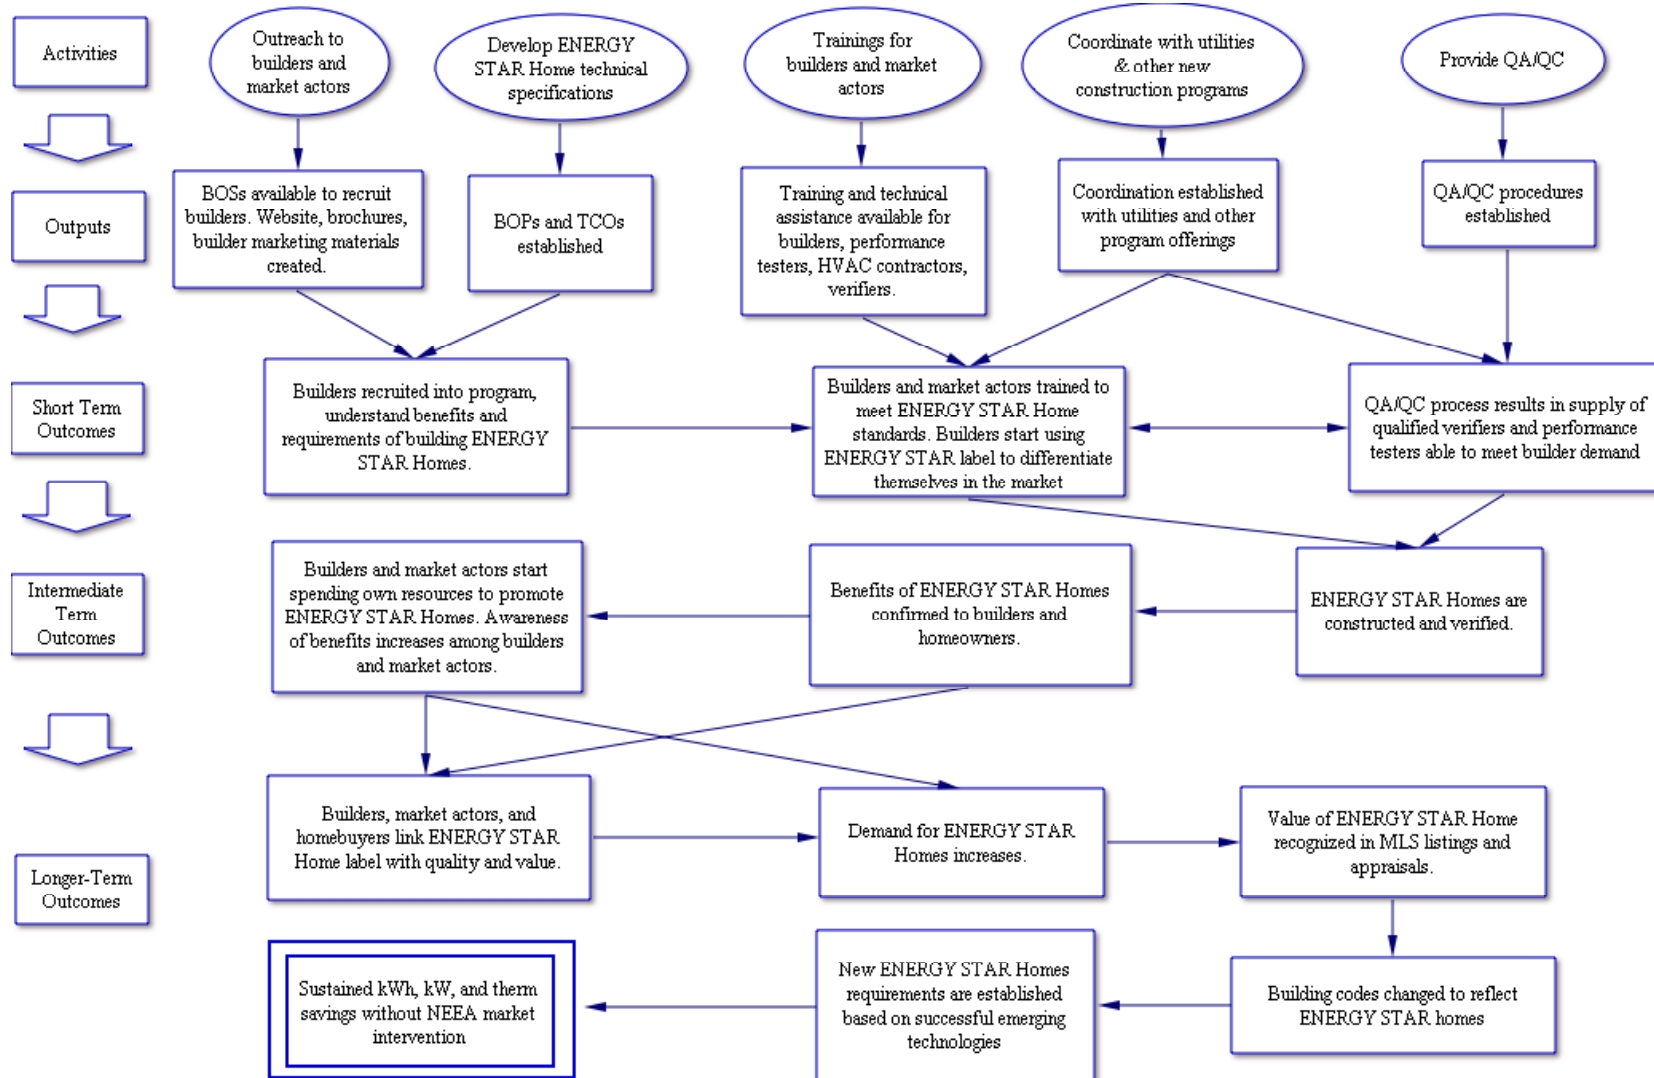 Activities
Outreach to
builders and
market actors
Develop ENERGY
STAR Home technical
specifications
Trainings for
builders and market
actors
Coordinate with utilities
& other new
construction programs
Provide QA/QC
Outputs
BOSs available to recruit
builders. Website, brochures,
builder marketing materials
created.
BOPs and TCOs
established
Training and technical
assistance available for
builders, performance
testers, HVAC contractors,
verifiers.
Coordination established
with utilities and other
program offerings
QA/QC procedures
established
Short Term
Outcomes
Builders recruited into program,
understand benefits and
requirements of building ENERGY
STAR Homes.
Builders and market actors trained to
meet ENERGY STAR Home
standards. Builders start using
ENERGY STAR label to differentiate
themselves in the market
QA/QC process results in supply of
qualified verifiers and performance
testers able to meet builder demand
Intermediate
Term
Outcomes
Builders and market actors start
spending own resources to promote
ENERGY STAR Homes. Awareness
of benefits increases among builders
and market actors.
Benefits of ENERGY STAR Homes
confirmed to builders and
homeowners.
ENERGY STAR Homes are
constructed and verified.
Longer-Term
Outcomes
Builders, market actors, and
homebuyers link ENERGY STAR
Home label with quality and value.
Demand for ENERGY STAR
Homes increases.
Value of ENERGY STAR Home
recognized in MLS listings and
appraisals.
Sustained kWh, kW, and therm
savings without NEEA market
intervention
New ENERGY STAR Homes
requirements are established
based on successful emerging
technologies
Building codes changed to reflect
ENERGY STAR homes